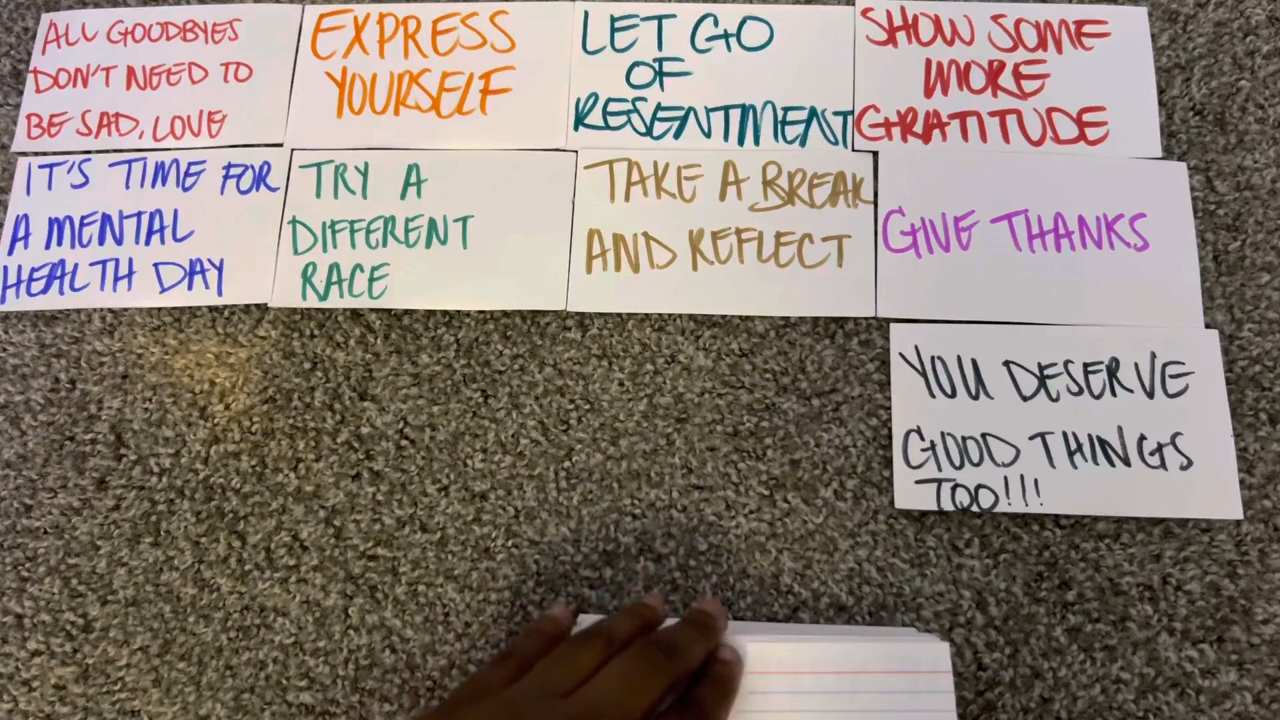 ALL GOODBYES
DON'T NEED TO
BE SAD, LOVE
EXPRESS
YOURSELF
LET GO
OF
RESENTMENT
SHOW SOME
MORE
GRATITUDE
IT'S TIME FOR
A MENTAL
HEALTH DAY
TRY A
DIFFERENT
RACE
TAKE A BREAK
AND REFLECT
GIVE THANKS
YOU DESERVE
GOOD THINGS
TOO!!!